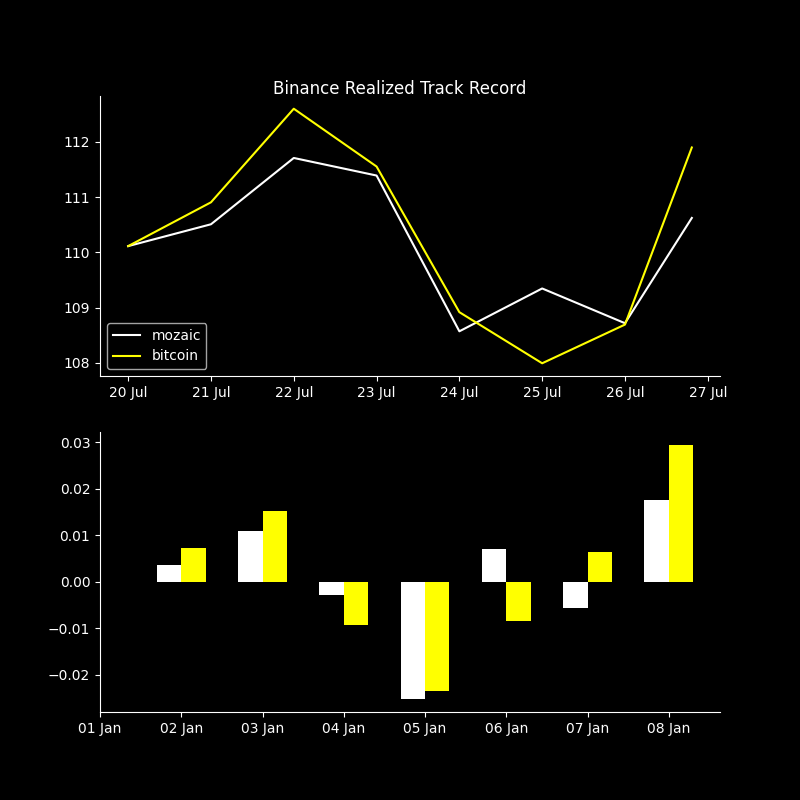 Binance Realized Track Record
112
111
110
109
108
mozaic
bitcoin
20 Jul 21 Jul 22 Jul 23 Jul 24 Jul 25 Jul 26 Jul 27 Jul
0.03
0.02
0.01
0.00
−0.01
−0.02
01 Jan 02 Jan 03 Jan 04 Jan 05 Jan 06 Jan 07 Jan 08 Jan